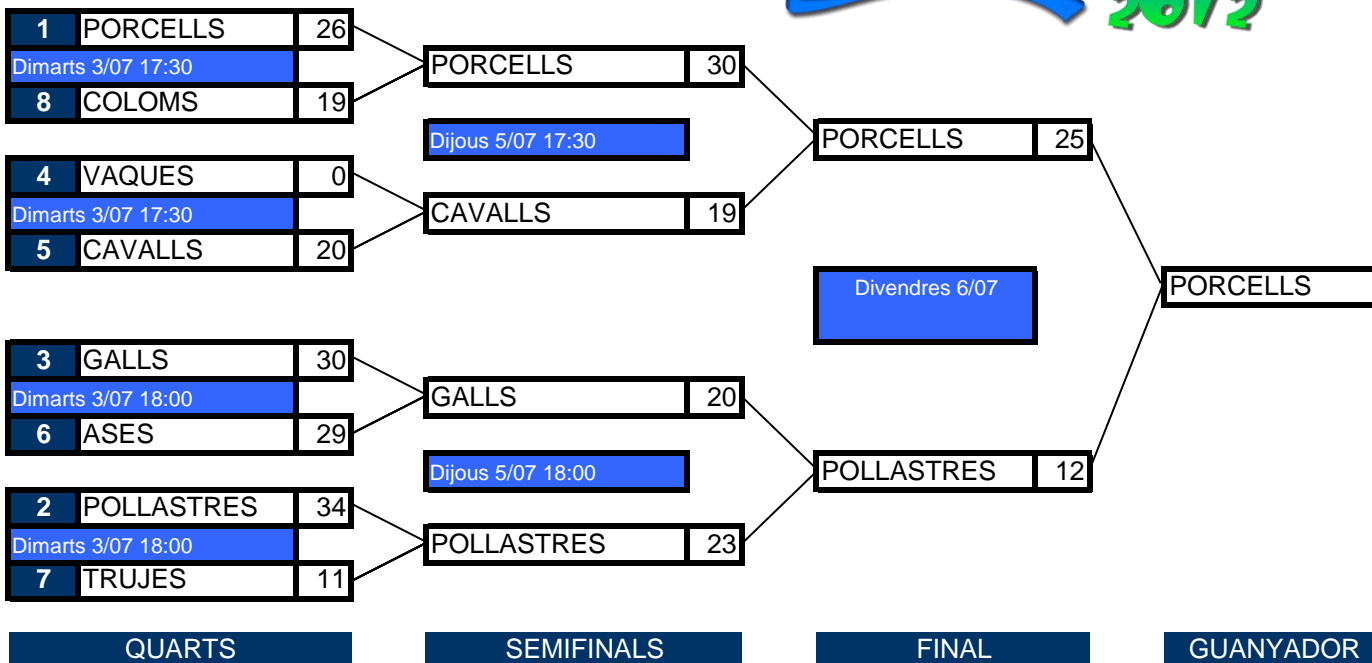 2012
1 PORCELLS 26
Dimarts 3/07 17:30
8 COLOMS 19
4 VAQUES 0
Dimarts 3/07 17:30
5 CAVALLS 20
3 GALLS 30
Dimarts 3/07 18:00
6 ASES 29
2 POLLASTRES 34
Dimarts 3/07 18:00
7 TRUJES 11
QUARTS
PORCELLS 30
Dijous 5/07 17:30
CAVALLS 19
GALLS 20
Dijous 5/07 18:00
POLLASTRES 23
SEMIFINALS
PORCELLS 25
Divendres 6/07
POLLASTRES 12
FINAL
PORCELLS
GUANYADOR